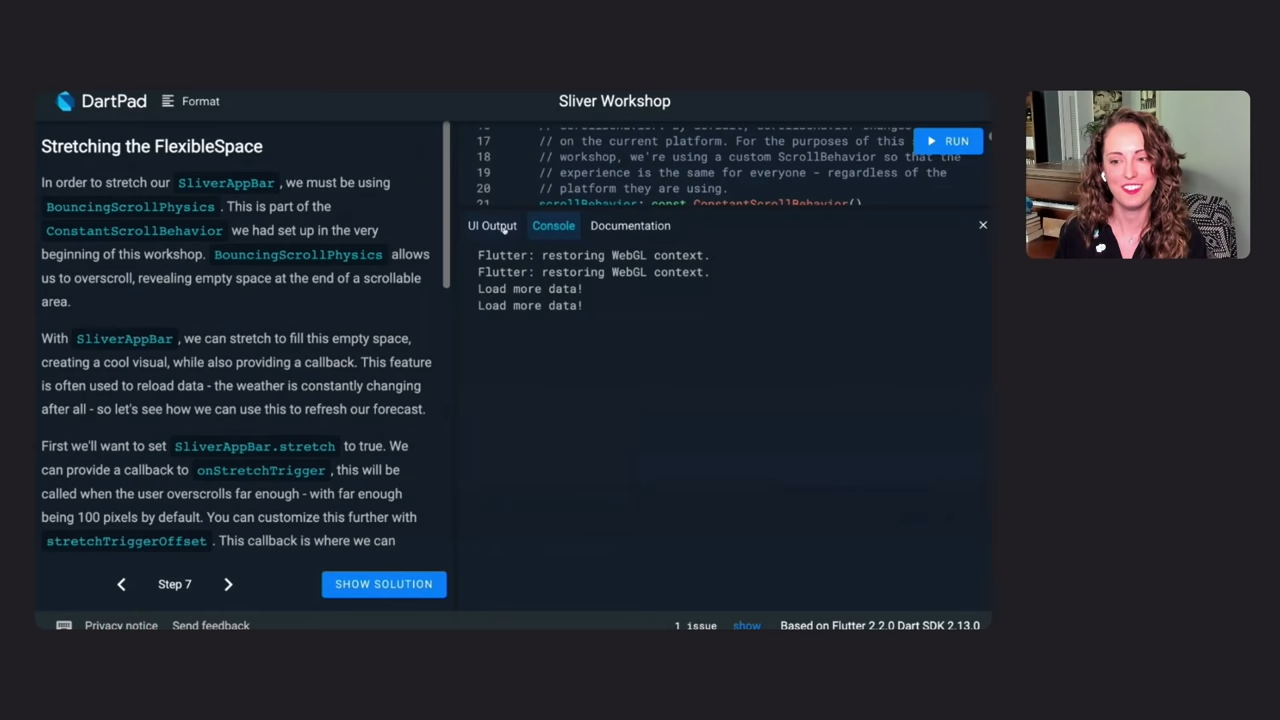 DartPad
Format
Sliver Workshop
Stretching the FlexibleSpace
In order to stretch our SliverAppBar , we must be using
BouncingScrollPhysics . This is part of the
ConstantScrollBehavior we had set up in the very
beginning of this workshop. BouncingScrollPhysics allows
us to overscroll, revealing empty space at the end of a scrollable
area.
With SliverAppBar , we can stretch to fill this empty space,
creating a cool visual, while also providing a callback. This feature
is often used to reload data - the weather is constantly changing
after all - so let's see how we can use this to refresh our forecast.
First we'll want to set SliverAppBar.stretch to true. We
can provide a callback to onStretchTrigger , this will be
called when the user overscrolls far enough - with far enough
being 100 pixels by default. You can customize this further with
stretchTriggerOffset . This callback is where we can
Step 7
SHOW SOLUTION
17 // on the current platform. For the purposes of this
18 // workshop, we're using a custom ScrollBehavior so that the
19 // experience is the same for everyone - regardless of the
20 // platform they are using.
21 scrollBehavior: const ConstantScrollBehavior()
RUN
UI Output
Console
Documentation
Flutter: restoring WebGL context.
Flutter: restoring WebGL context.
Load more data!
Load more data!
Privacy notice
Send feedback
1 issue
show
Based on Flutter 2.2.0 Dart SDK 2.13.0